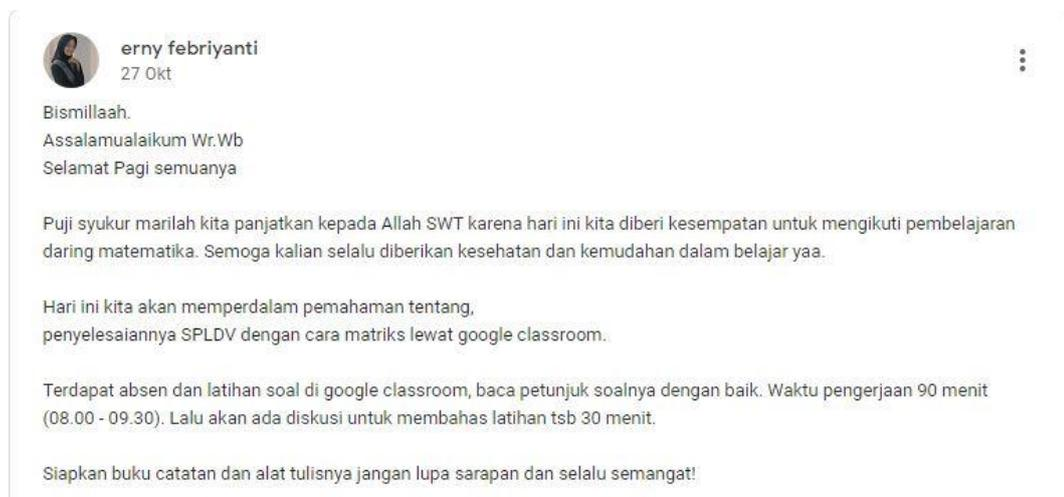 erny febriyanti
27 Okt
Bismillaah.
Assalamualaikum Wr.Wb
Selamat Pagi semuanya
Puji syukur marilah kita panjatkan kepada Allah SWT karena hari ini kita diberi kesempatan untuk mengikuti pembelajaran
daring matematika. Semoga kalian selalu diberikan kesehatan dan kemudahan dalam belajar yaa.
Hari ini kita akan memperdalam pemahaman tentang,
penyelesaiannya SPLDV dengan cara matriks lewat google classroom.
Terdapat absen dan latihan soal di google classroom, baca petunjuk soalnya dengan baik. Waktu pengerjaan 90 menit
(08.00 - 09.30). Lalu akan ada diskusi untuk membahas latihan tsb 30 menit.
Siapkan buku catatan dan alat tulisnya jangan lupa sarapan dan selalu semangat!